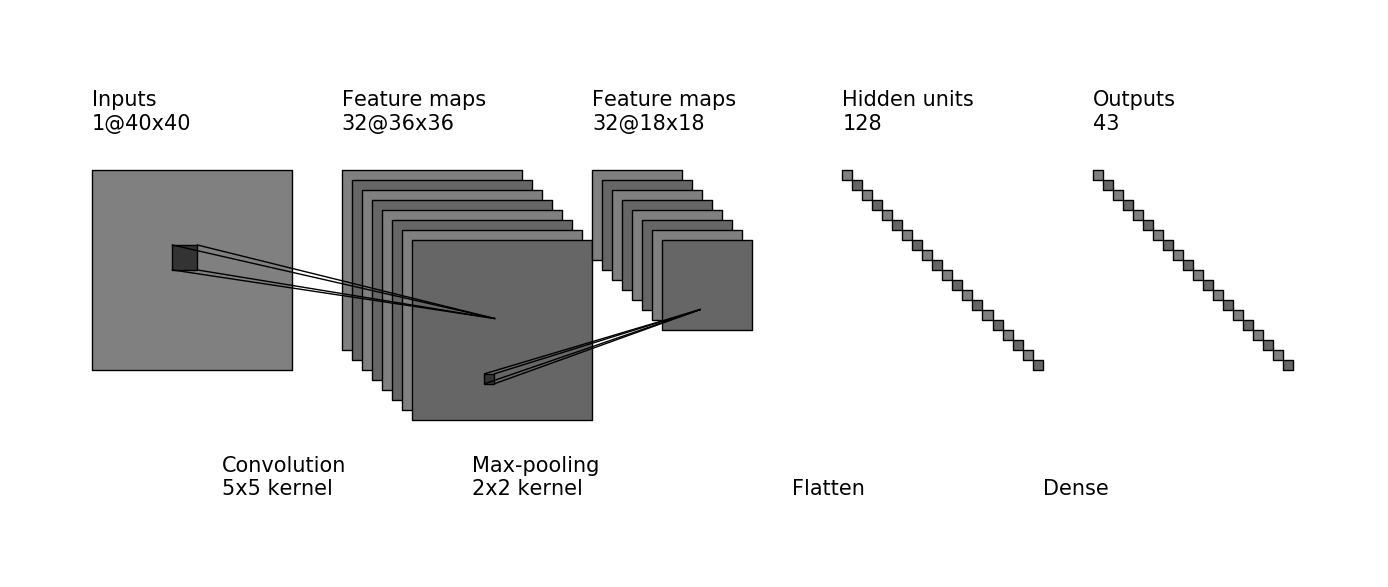 Inputs
1@40x40
Feature maps
32@36x36
Feature maps
32@18x18
Hidden units
128
Outputs
43
Convolution
5x5 kernel
Max-pooling
2x2 kernel
Flatten
Dense